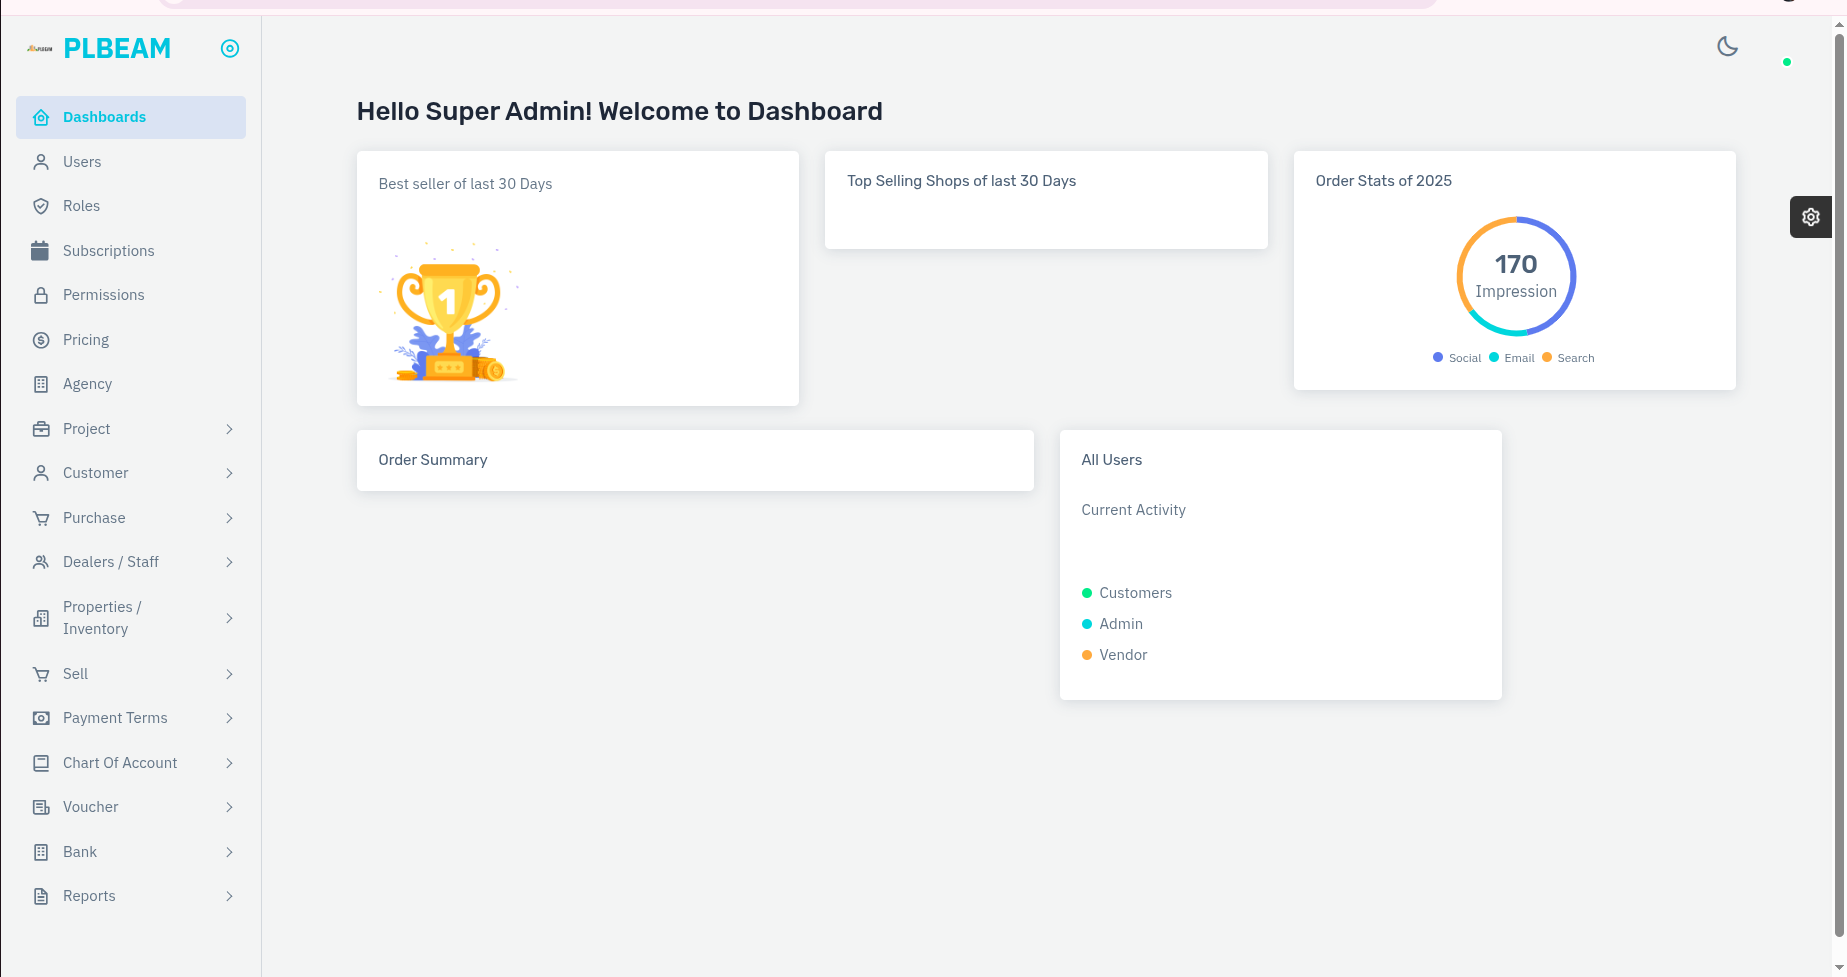 PLBEAM
Dashboards
Users
Roles
Subscriptions
Permissions
Pricing
Agency
Project
Customer
Purchase
Dealers / Staff
Properties /
Inventory
Sell
Payment Terms
Chart Of Account
Voucher
Bank
Reports
Hello Super Admin! Welcome to Dashboard
Best seller of last 30 Days
1
Top Selling Shops of last 30 Days
Order Stats of 2025
170
Impression
Social Email Search
Order Summary
All Users
Current Activity
Customers
Admin
Vendor